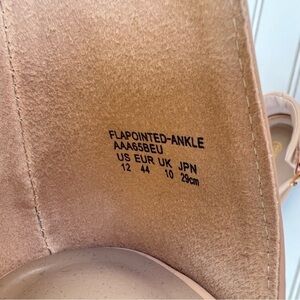 FLAPOINTED-ANKLE
AAA65BEU
US EUR UK JPN
12 44 10 29cm